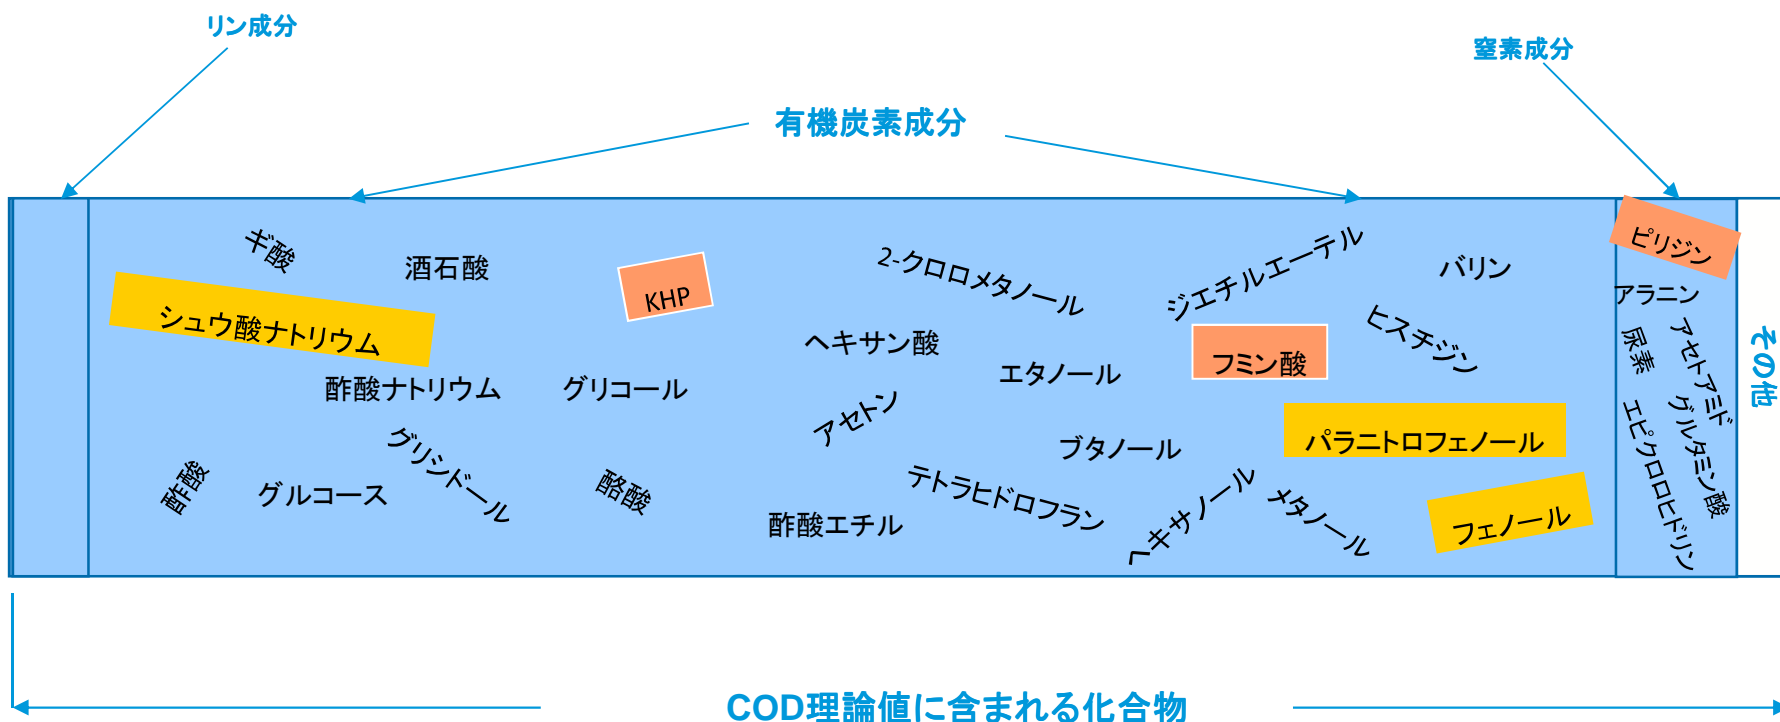 リン成分
窒素成分
有機炭素成分
ギ酸
酒石酸
KHP
2-クロロメタノール
ジエチルエーテル
バリン
ピリジン
アラニン
シュウ酸ナトリウム
ヘキサン酸
エタノール
フミン酸
ヒスチジン
尿素
アセトアミド
その他
酢酸ナトリウム
グリコール
アセトン
ブタノール
パラニトロフェノール
エピクロロヒドリン
グルタミン酸
酢酸
グルコース
グリシドール
酪酸
酢酸エチル
テトラヒドロフラン
ヘキサノール
メタノール
フェノール
COD理論値に含まれる化合物